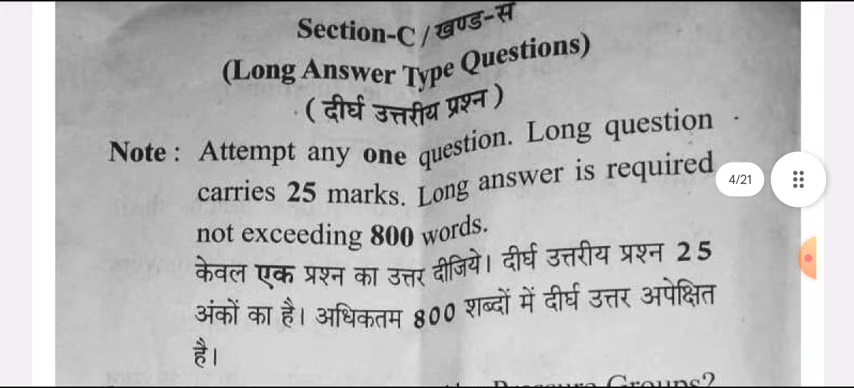 Section-C / खण्ड-स
(Long Answer Type Questions)
( दीर्घ उत्तरीय प्रश्न )
Note : Attempt any one question. Long question
carries 25 marks. Long answer is required
4/21
not exceeding 800 words.
केवल एक प्रश्न का उत्तर दीजिये। दीर्घ उत्तरीय प्रश्न 25
अंकों का है। अधिकतम 800 शब्दों में दीर्घ उत्तर अपेक्षित
है।
Pressure Groups?